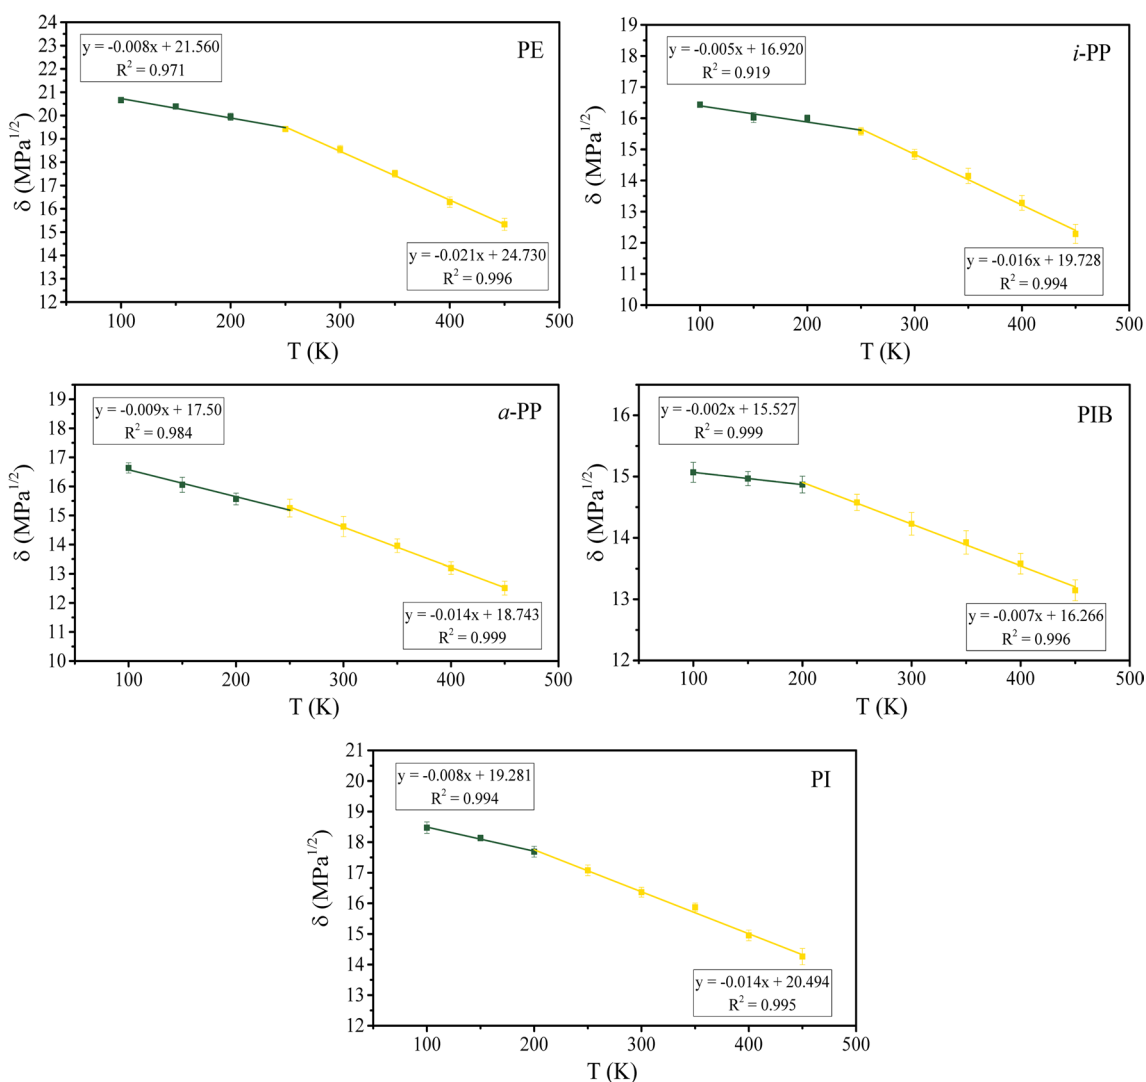 PE
y = -0.008x + 21.560
R² = 0.971
y = -0.021x + 24.730
R² = 0.996
24
23
22
21
20
19
18
17
16
15
14
13
12
δ (MPa^1/2)
100 200 300 400 500
T (K)
i-PP
y = -0.005x + 16.920
R² = 0.919
y = -0.016x + 19.728
R² = 0.994
19
18
17
16
15
14
13
12
11
10
δ (MPa^1/2)
100 200 300 400 500
T (K)
a-PP
y = -0.009x + 17.50
R² = 0.984
y = -0.014x + 18.743
R² = 0.999
19
18
17
16
15
14
13
12
11
10
δ (MPa^1/2)
100 200 300 400 500
T (K)
PIB
y = -0.002x + 15.527
R² = 0.999
y = -0.007x + 16.266
R² = 0.996
16
15
14
13
12
δ (MPa^1/2)
100 200 300 400 500
T (K)
PI
y = -0.008x + 19.281
R² = 0.994
y = -0.014x + 20.494
R² = 0.995
21
20
19
18
17
16
15
14
13
12
δ (MPa^1/2)
100 200 300 400 500
T (K)